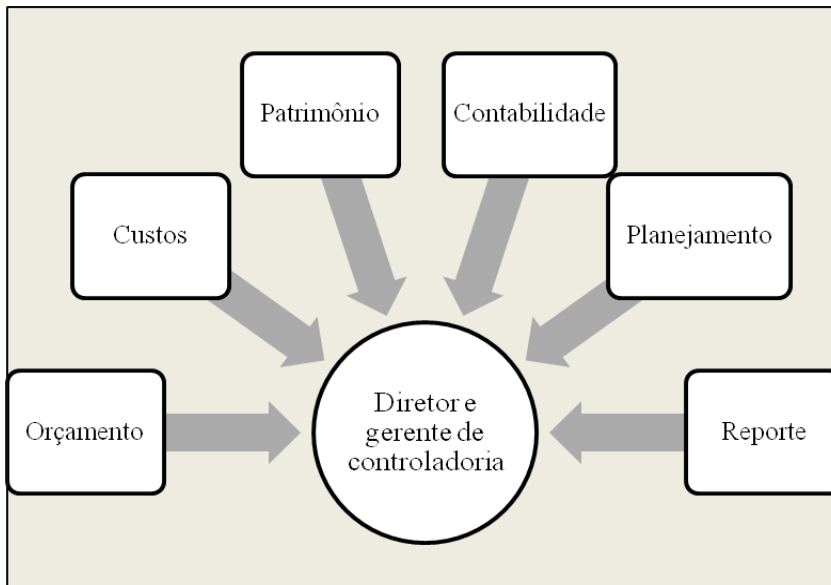 Patrimônio
Contabilidade
Custos
Planejamento
Orçamento
Diretor e
gerente de
controladoria
Reporte